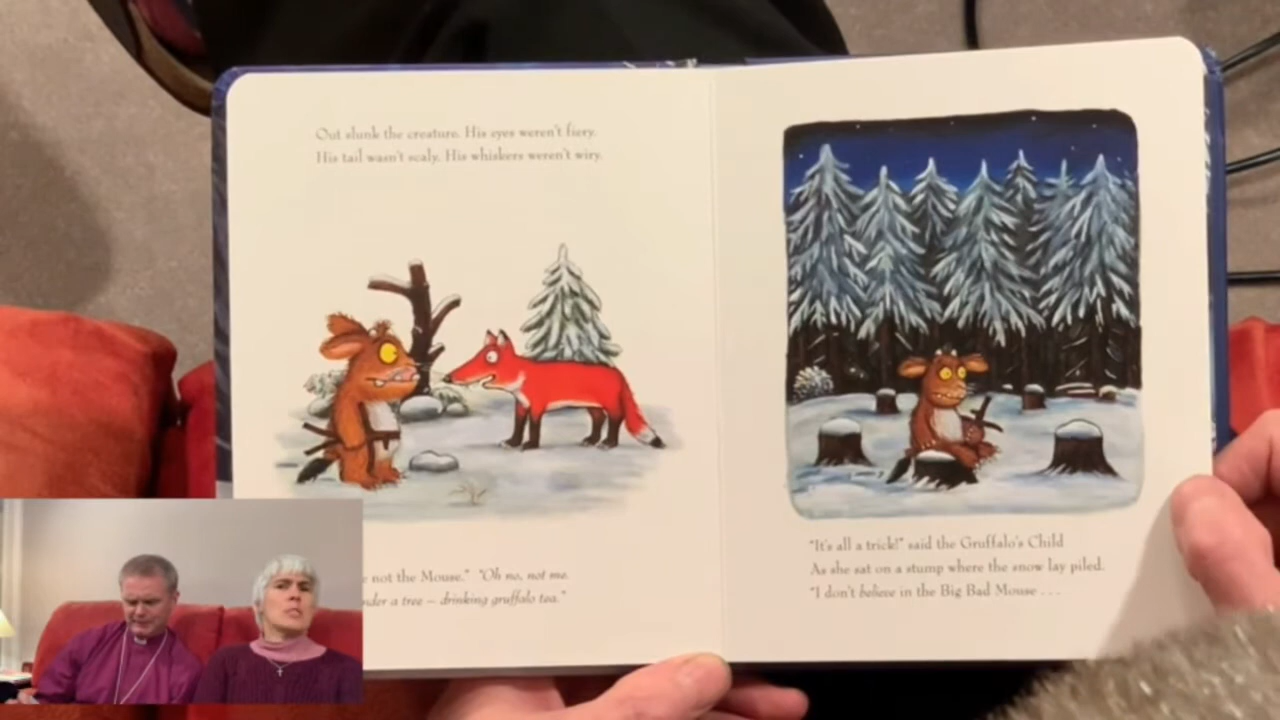 Out slunk the creature. His eyes weren't fiery.
His tail wasn't scaly. His whiskers weren't wiry.
not the Mouse." "Oh no, not me.
under a tree – drinking gruffalo tea."
"It's all a trick!" said the Gruffalo's Child
As she sat on a stump where the snow lay piled.
"I don't believe in the Big Bad Mouse . . .